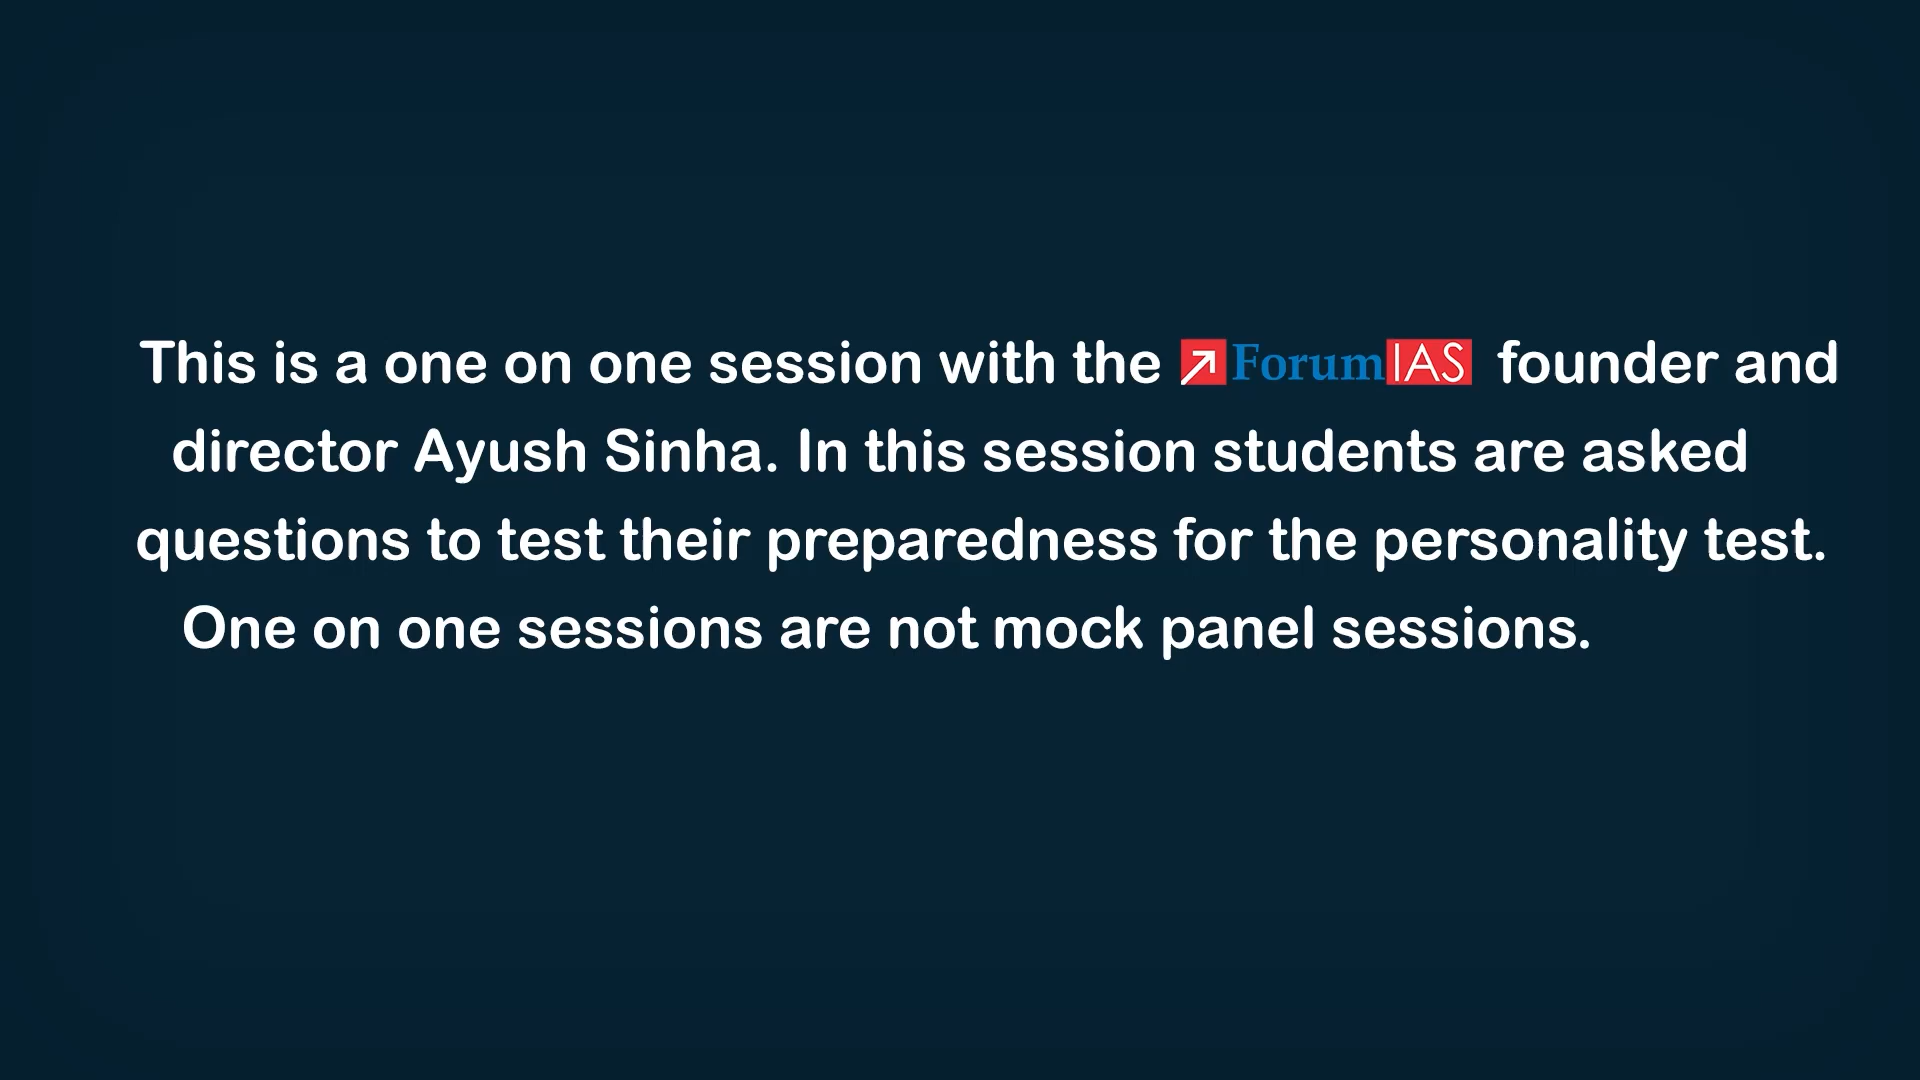 This is a one on one session with the ForumIAS founder and
director Ayush Sinha. In this session students are asked
questions to test their preparedness for the personality test.
One on one sessions are not mock panel sessions.